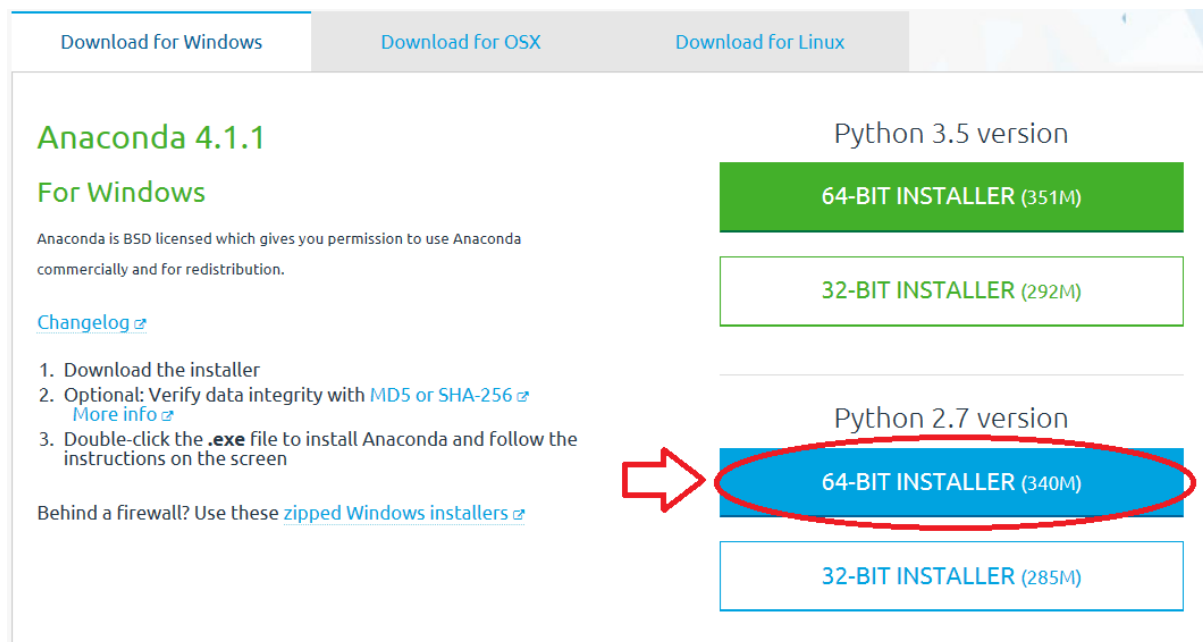 Download for Windows
Download for OSX
Download for Linux
Anaconda 4.1.1
For Windows
Anaconda is BSD licensed which gives you permission to use Anaconda
commercially and for redistribution.
Changelog
1. Download the installer
2. Optional: Verify data integrity with MD5 or SHA-256
More info
3. Double-click the .exe file to install Anaconda and follow the
instructions on the screen
Behind a firewall? Use these zipped Windows installers
Python 3.5 version
64-BIT INSTALLER (351M)
32-BIT INSTALLER (292M)
Python 2.7 version
64-BIT INSTALLER (340M)
32-BIT INSTALLER (285M)